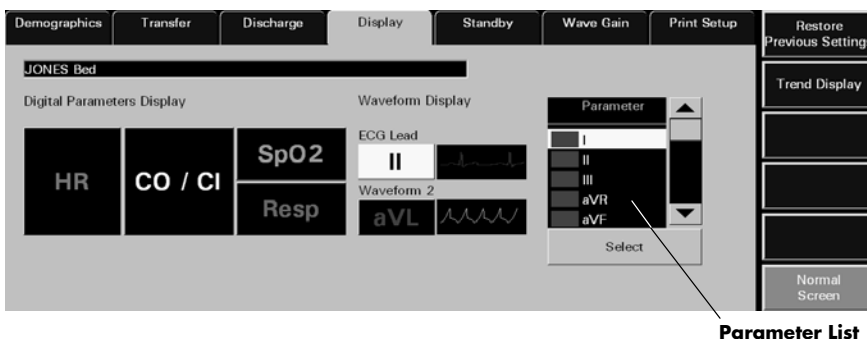 Demographics Transfer Discharge Display Standby Wave Gain Print Setup
Restore
Previous Setting
JONES Bed
Trend Display
Digital Parameters Display
Waveform Display
Parameter
ECG Lead
HR
CO / CI
SpO2
Resp
II
Waveform 2
aVL
I
II
III
aVR
aVF
Select
Normal
Screen
Parameter List